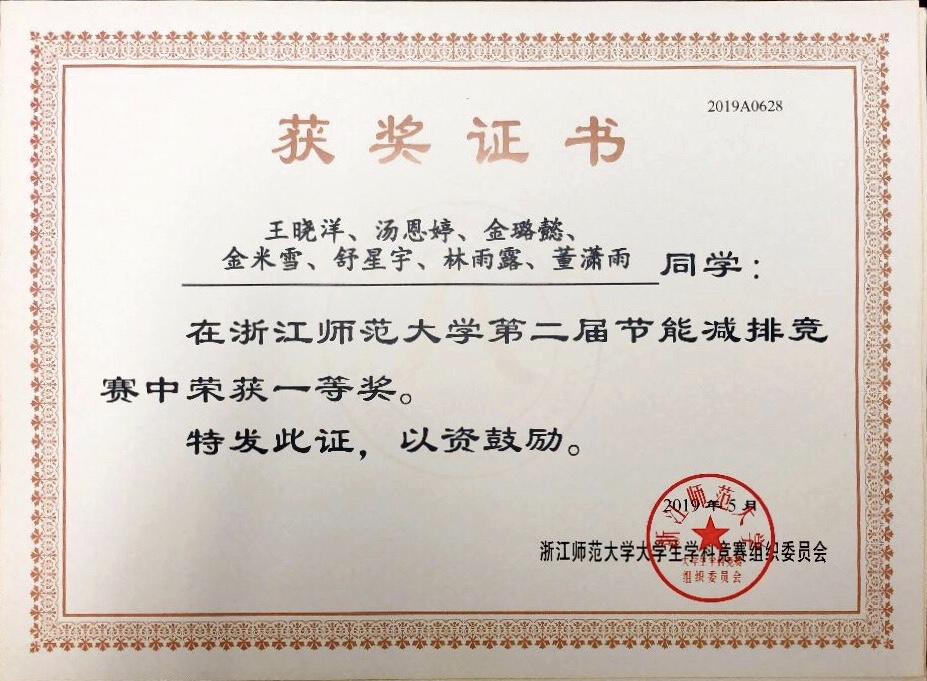 2019A0628
获奖证书
王晓洋、汤恩婷、金璐懿、
金米雪、舒星宇、林雨露、董潇雨 同学：
在浙江师范大学第二届节能减排竞
赛中荣获一等奖。
特发此证，以资鼓励。
2019年5月
浙江师范大学大学生学科竞赛组织委员会
浙江师范大学
大学生学科竞赛
组织委员会